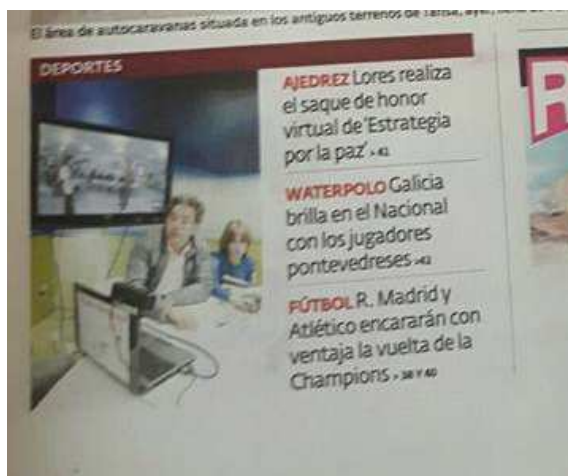 El área de autocaravanas situada en los antiguos terrenos de Tafisa, ayer,
DEPORTES
AJEDREZ Lores realiza
el saque de honor
virtual de 'Estrategia
por la paz' » 42
WATERPOLO Galicia
brilla en el Nacional
con los jugadores
pontevedreses »43
FÚTBOL R. Madrid y
Atlético encararán con
ventaja la vuelta de la
Champions » 38 Y 40
R